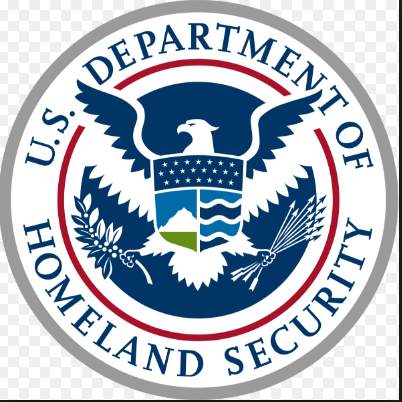 U.S. DEPARTMENT OF
HOMELAND SECURITY